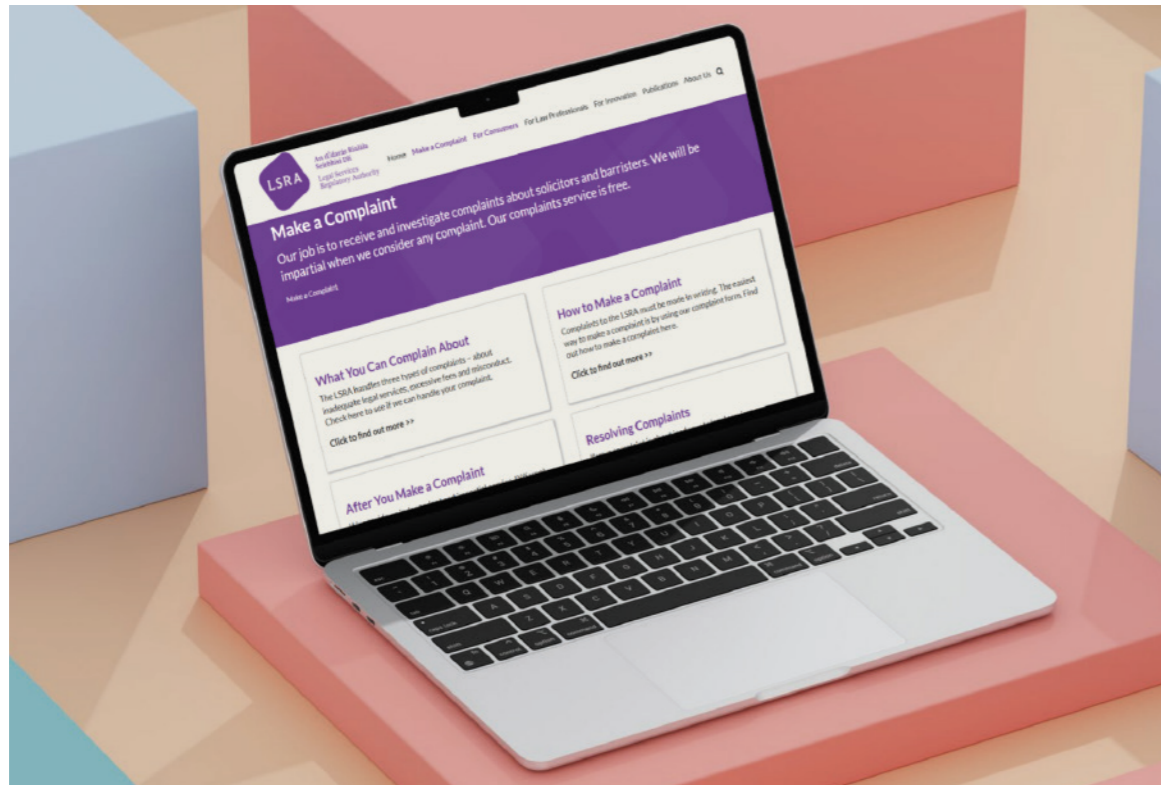 LSRA
An tÚdarás Rialála
Seirbhísí Dlí
Legal Services
Regulatory Authority
Home Make a Complaint For Consumers For Law Professionals For Innovation Publications About Us
Make a Complaint
Our job is to receive and investigate complaints about solicitors and barristers. We will be
impartial when we consider any complaint. Our complaints service is free.
Make a Complaint
What You Can Complain About
The LSRA handles three types of complaints – about
inadequate legal services, excessive fees and misconduct.
Check here to see if we can handle your complaint.
Click to find out more >>
How to Make a Complaint
Complaints to the LSRA must be made in writing. The easiest
way to make a complaint is by using our complaint form. Find
out how to make a complaint here.
Click to find out more >>
After You Make a Complaint
Resolving Complaints
Q W E R T Y U I O P
A S D F G H J K L
Z X C V B N M